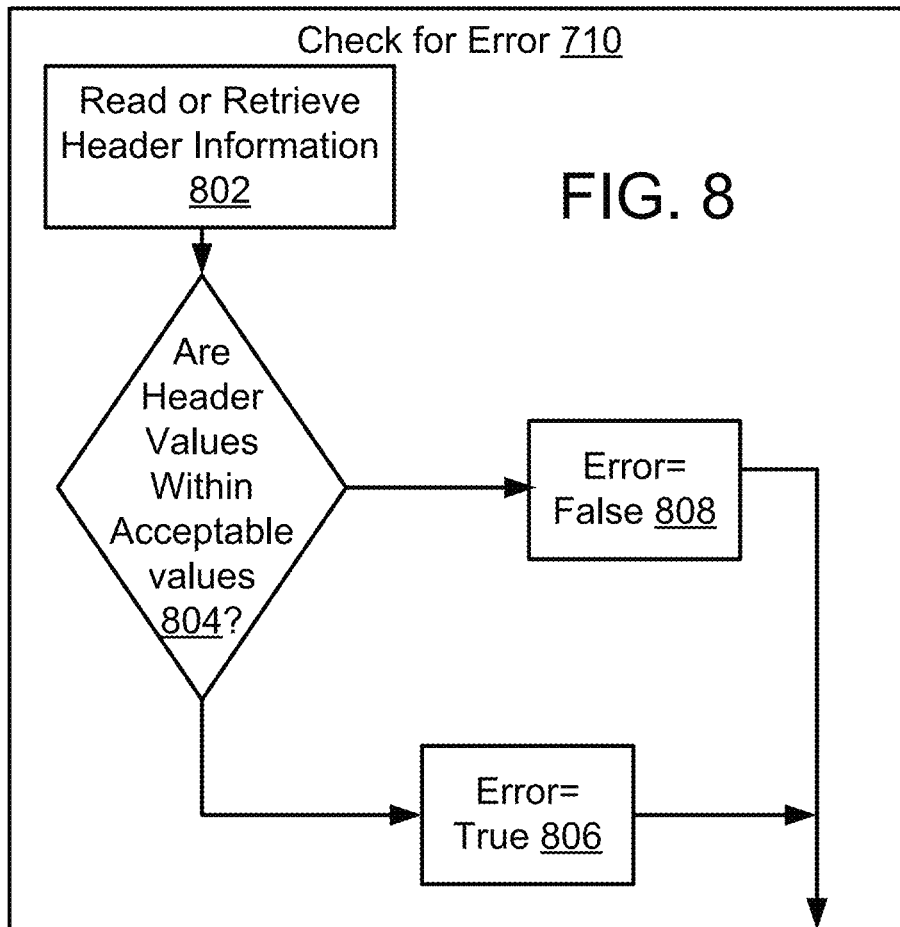 Check for Error 710
Read or Retrieve
Header Information
802
FIG. 8
Are
Header
Values
Within
Acceptable
values
804?
Error=
False 808
Error=
True 806